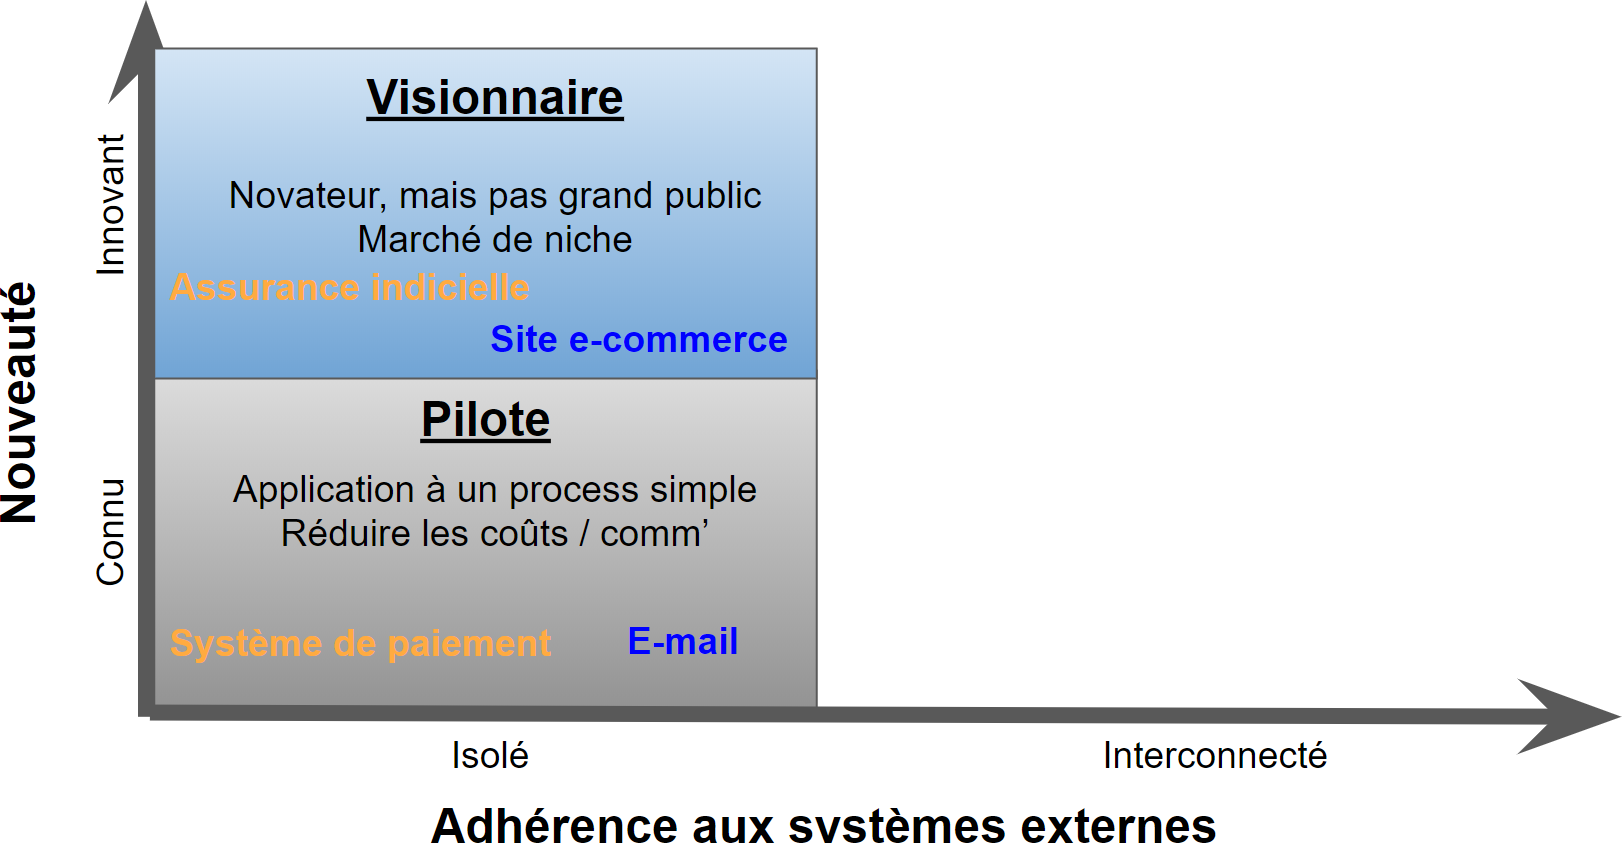 Nouveauté
Innovant
Connu
Visionnaire
Novateur, mais pas grand public
Marché de niche
Assurance indicielle
Site e-commerce
Pilote
Application à un process simple
Réduire les coûts / comm’
Système de paiement
E-mail
Isolé
Interconnecté
Adhérence aux systèmes externes